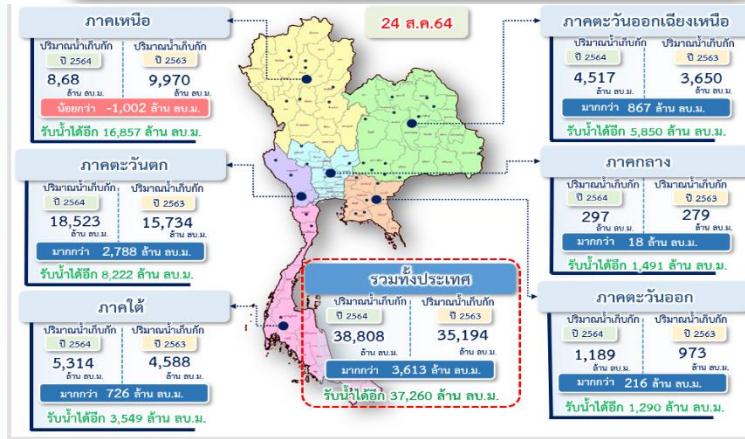 24 ส.ค.64
ภาคเหนือ
ปริมาณน้ำเก็บกัก ปริมาณน้ำเก็บกัก
ปี 2564 ปี 2563
8,68 9,970
ล้าน ลบ.ม. ล้าน ลบ.ม.
น้อยกว่า -1,002 ล้าน ลบ.ม.
รับน้ำได้อีก 16,857 ล้าน ลบ.ม.
ภาคตะวันออกเฉียงเหนือ
ปริมาณน้ำเก็บกัก ปริมาณน้ำเก็บกัก
ปี 2564 ปี 2563
4,517 3,650
ล้าน ลบ.ม. ล้าน ลบ.ม.
มากกว่า 867 ล้าน ลบ.ม.
รับน้ำได้อีก 5,850 ล้าน ลบ.ม.
ภาคตะวันตก
ปริมาณน้ำเก็บกัก ปริมาณน้ำเก็บกัก
ปี 2564 ปี 2563
18,523 15,734
ล้าน ลบ.ม. ล้าน ลบ.ม.
มากกว่า 2,788 ล้าน ลบ.ม.
รับน้ำได้อีก 8,222 ล้าน ลบ.ม.
ภาคกลาง
ปริมาณน้ำเก็บกัก ปริมาณน้ำเก็บกัก
ปี 2564 ปี 2563
297 279
ล้าน ลบ.ม. ล้าน ลบ.ม.
มากกว่า 18 ล้าน ลบ.ม.
รับน้ำได้อีก 1,491 ล้าน ลบ.ม.
ภาคใต้
ปริมาณน้ำเก็บกัก ปริมาณน้ำเก็บกัก
ปี 2564 ปี 2563
5,314 4,588
ล้าน ลบ.ม. ล้าน ลบ.ม.
มากกว่า 726 ล้าน ลบ.ม.
รับน้ำได้อีก 3,549 ล้าน ลบ.ม.
รวมทั้งประเทศ
ปริมาณน้ำเก็บกัก ปริมาณน้ำเก็บกัก
ปี 2564 ปี 2563
38,808 35,194
ล้าน ลบ.ม. ล้าน ลบ.ม.
มากกว่า 3,613 ล้าน ลบ.ม.
รับน้ำได้อีก 37,260 ล้าน ลบ.ม.
ภาคตะวันออก
ปริมาณน้ำเก็บกัก ปริมาณน้ำเก็บกัก
ปี 2564 ปี 2563
1,189 973
ล้าน ลบ.ม. ล้าน ลบ.ม.
มากกว่า 216 ล้าน ลบ.ม.
รับน้ำได้อีก 1,290 ล้าน ลบ.ม.